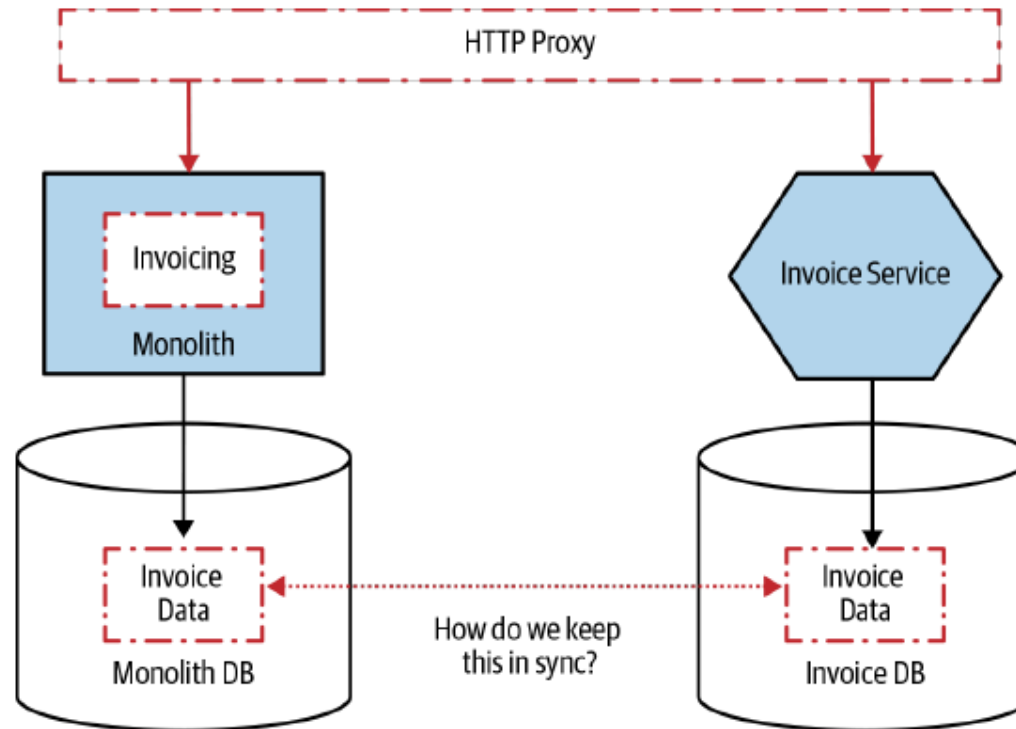 HTTP Proxy
Invoicing
Monolith
Invoice Service
Invoice
Data
Monolith DB
How do we keep
this in sync?
Invoice
Data
Invoice DB